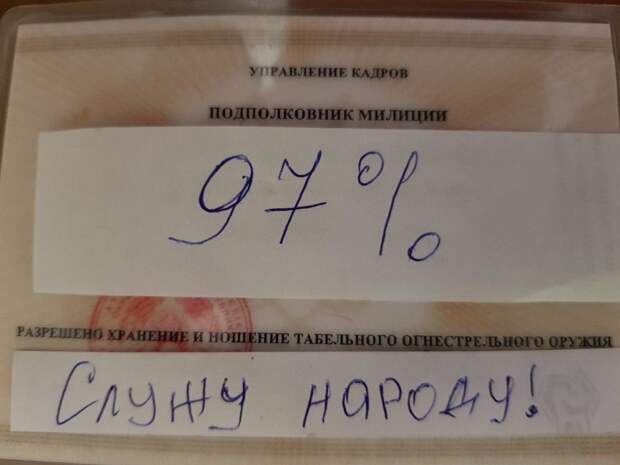 УПРАВЛЕНИЕ КАДРОВ
ПОДПОЛКОВНИК МИЛИЦИИ
97%
РАЗРЕШЕНО ХРАНЕНИЕ И НОШЕНИЕ ТАБЕЛЬНОГО ОГНЕСТРЕЛЬНОГО ОРУЖИЯ
Служу народу!